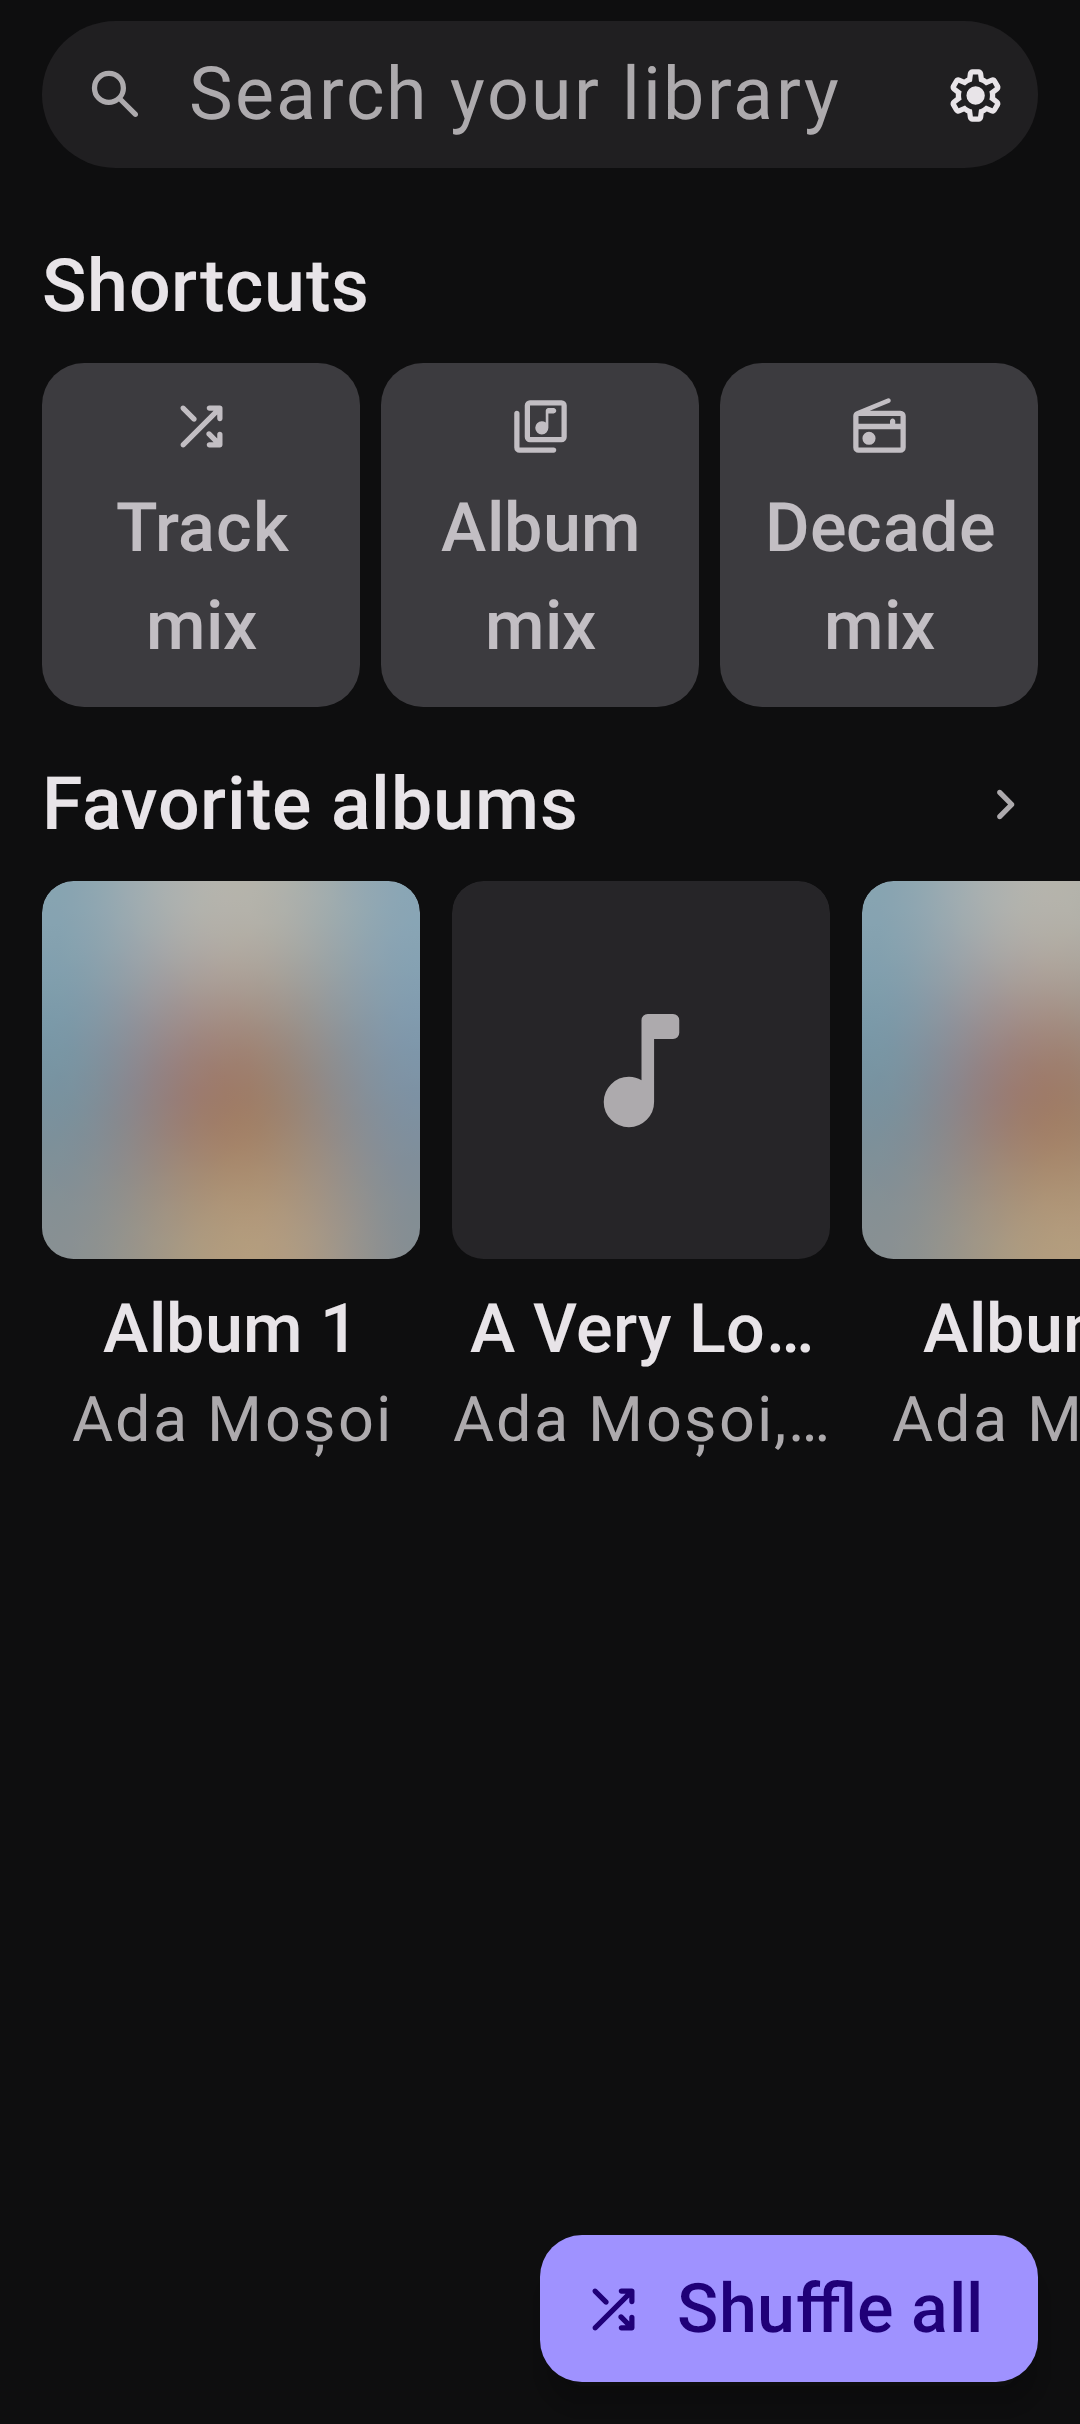 Search your library
Shortcuts
Track
mix
Album
mix
Decade
mix
Favorite albums
Album 1
Ada Moșoi
A Very Lo…
Ada Moșoi,…
Ada M
Shuffle all